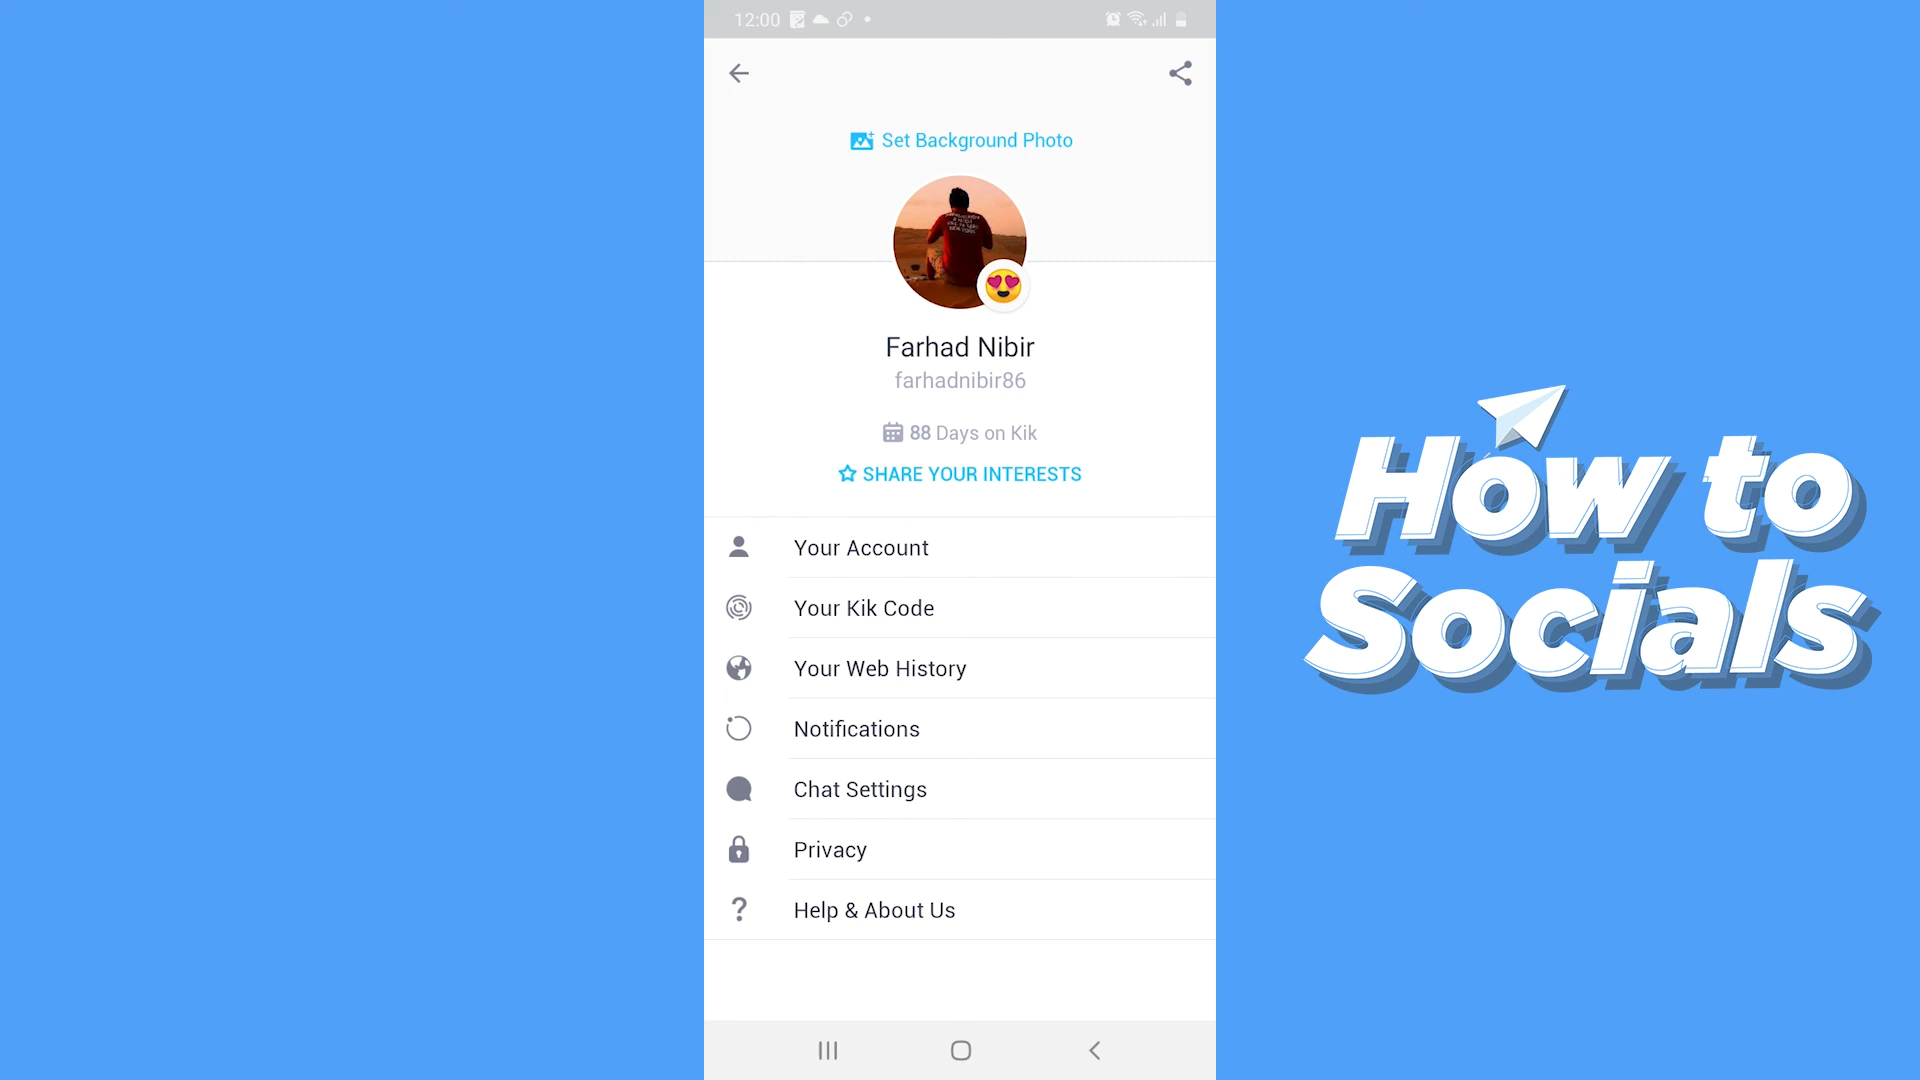 12:00
Set Background Photo
Farhad Nibir
farhadnibir86
88 Days on Kik
SHARE YOUR INTERESTS
Your Account
Your Kik Code
Your Web History
Notifications
Chat Settings
Privacy
Help & About Us
How to
Socials